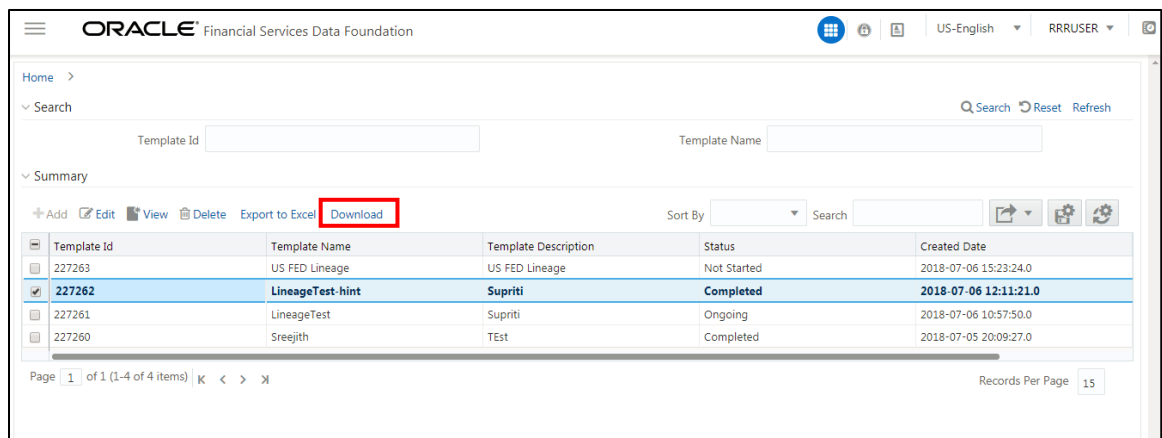 ORACLE® Financial Services Data Foundation US-English RRRUSER
Home >
Search Search Reset Refresh
Template Id Template Name
Summary
Add Edit View Delete Export to Excel Download Sort By Search
Template Id Template Name Template Description Status Created Date
227263 US FED Lineage US FED Lineage Not Started 2018-07-06 15:23:24.0
227262 LineageTest-hint Supriti Completed 2018-07-06 12:11:21.0
227261 LineageTest Supriti Ongoing 2018-07-06 10:57:50.0
227260 Sreejith TEst Completed 2018-07-05 20:09:27.0
Page 1 of 1 (1-4 of 4 items) Records Per Page 15